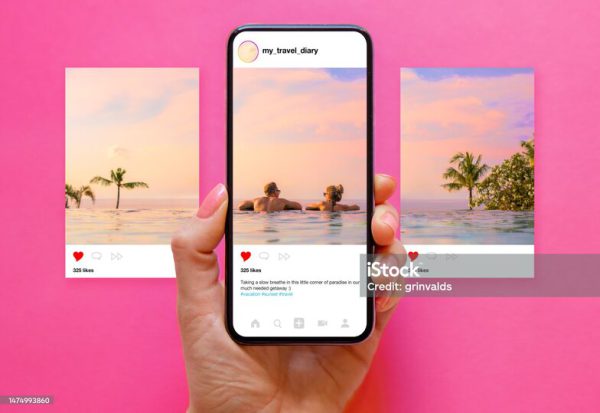 my_travel_diary
325 likes
325 likes
Taking a slow breathe in this little corner of paradise in our
much needed getaway :)
#vacation #sunset #travel
325 likes
iStock
Credit: grinvalds
1474993860